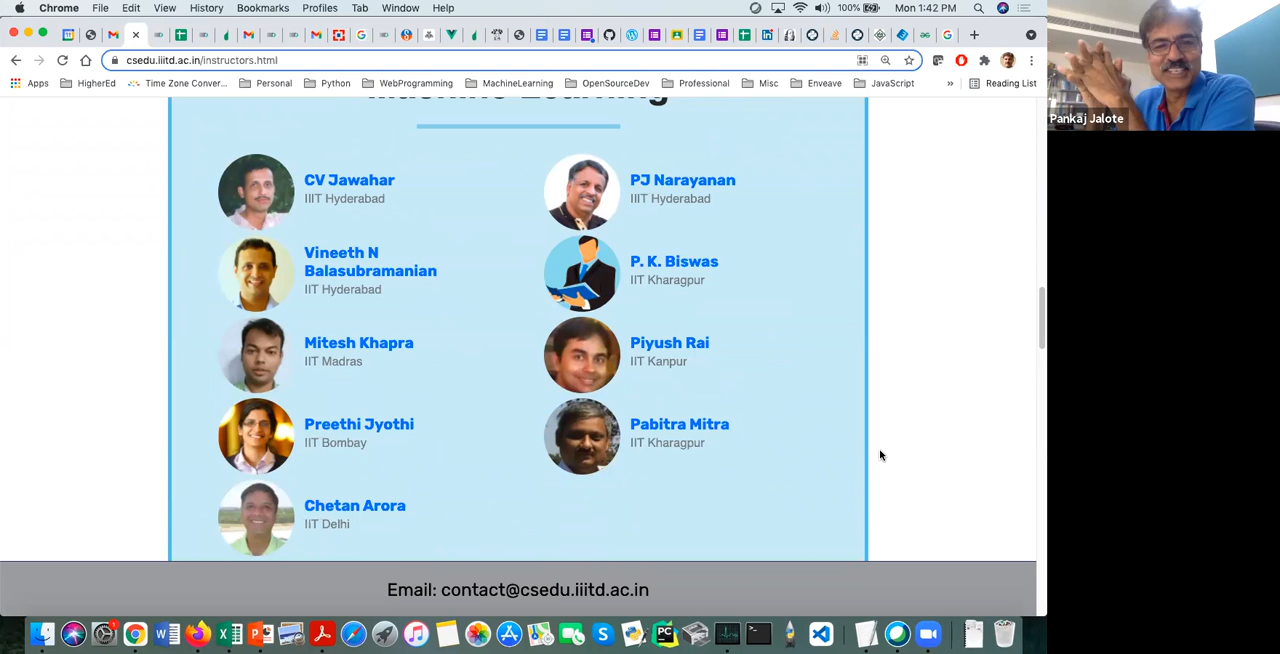 Chrome File Edit View History Bookmarks Profiles Tab Window Help 100% Mon 1:42 PM
csedu.iiitd.ac.in/instructors.html
Apps HigherEd Time Zone Conver... Personal Python WebProgramming MachineLearning OpenSourceDev Professional Misc Enveave JavaScript » Reading List
Pankaj Jalote
Machine Learning
CV Jawahar
IIIT Hyderabad
PJ Narayanan
IIIT Hyderabad
Vineeth N
Balasubramanian
IIT Hyderabad
P. K. Biswas
IIT Kharagpur
Mitesh Khapra
IIT Madras
Piyush Rai
IIT Kanpur
Preethi Jyothi
IIT Bombay
Pabitra Mitra
IIT Kharagpur
Chetan Arora
IIT Delhi
Email: contact@csedu.iiitd.ac.in